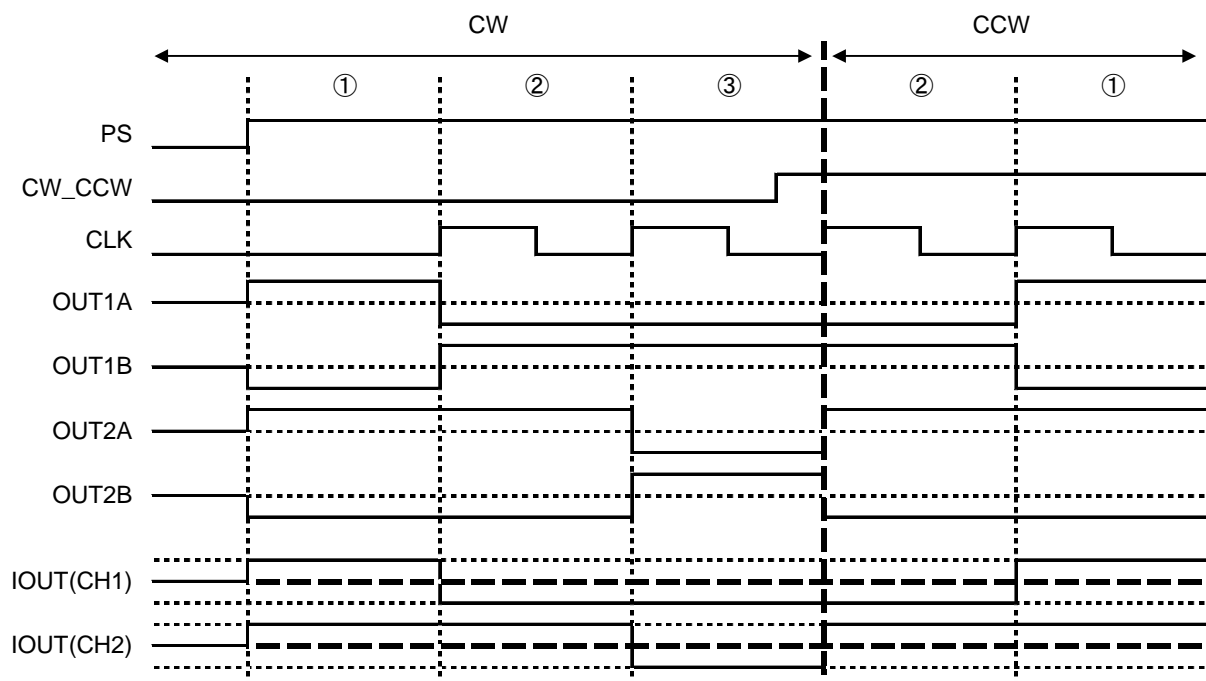 CW CCW
① ② ③ ② ①
PS
CW_CCW
CLK
OUT1A
OUT1B
OUT2A
OUT2B
IOUT(CH1)
IOUT(CH2)